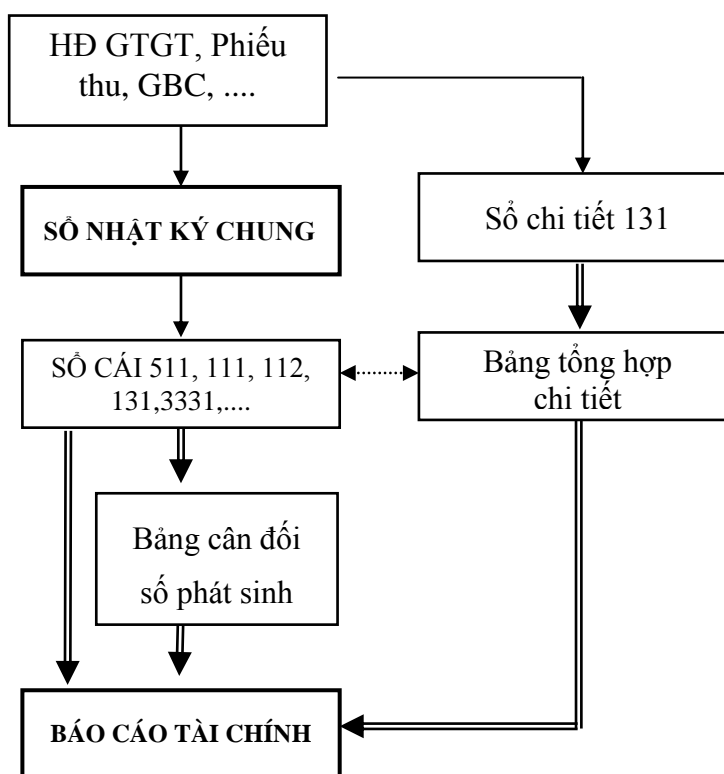 HĐ GTGT, Phiếu
thu, GBC, ....
SỔ NHẬT KÝ CHUNG
Sổ chi tiết 131
SỔ CÁI 511, 111, 112,
131,3331,....
Bảng tổng hợp
chi tiết
Bảng cân đối
số phát sinh
BÁO CÁO TÀI CHÍNH